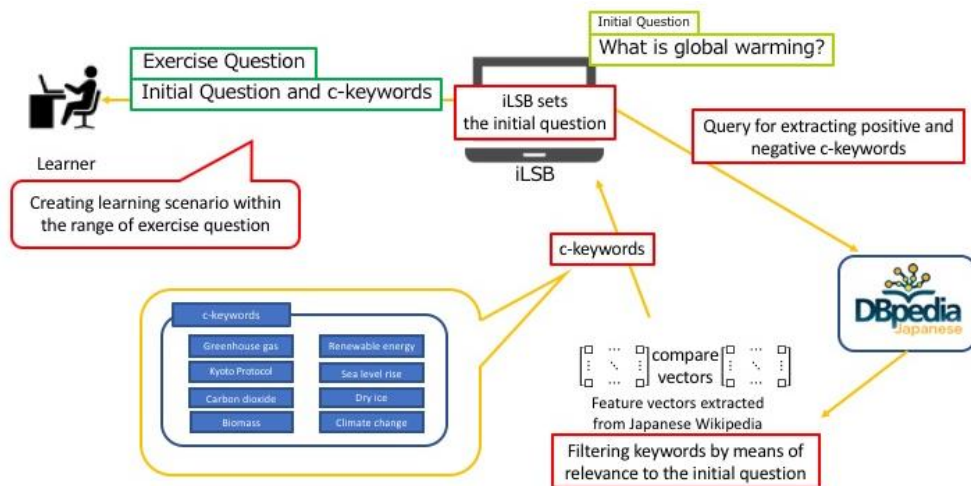 Initial Question
What is global warming?
Exercise Question
Initial Question and c-keywords
iLSB sets
the initial question
iLSB
Query for extracting positive and
negative c-keywords
Learner
Creating learning scenario within
the range of exercise question
c-keywords
c-keywords
Greenhouse gas
Renewable energy
Kyoto Protocol
Sea level rise
Carbon dioxide
Dry ice
Biomass
Climate change
DBpedia
Japanese
compare
vectors
Feature vectors extracted
from Japanese Wikipedia
Filtering keywords by means of
relevance to the initial question